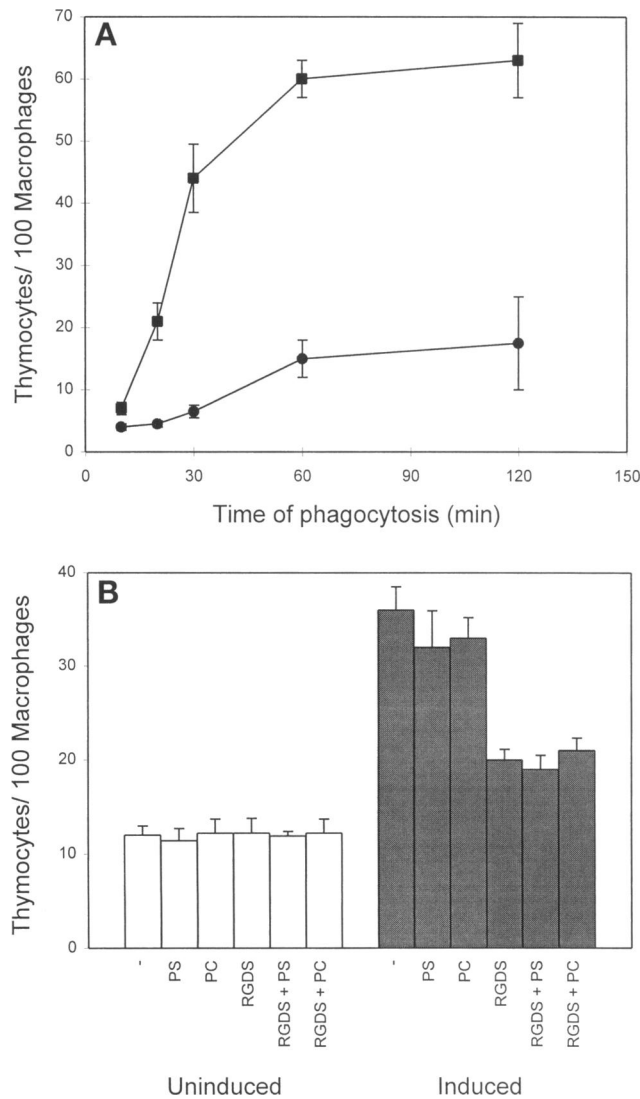 A
Thymocytes/ 100 Macrophages
70
60
50
40
30
20
10
0
0 30 60 90 120 150
Time of phagocytosis (min)
B
Thymocytes/ 100 Macrophages
40
30
20
10
0
- PS PC RGDS RGDS + PS RGDS + PC - PS PC RGDS RGDS + PS RGDS + PC
Uninduced Induced